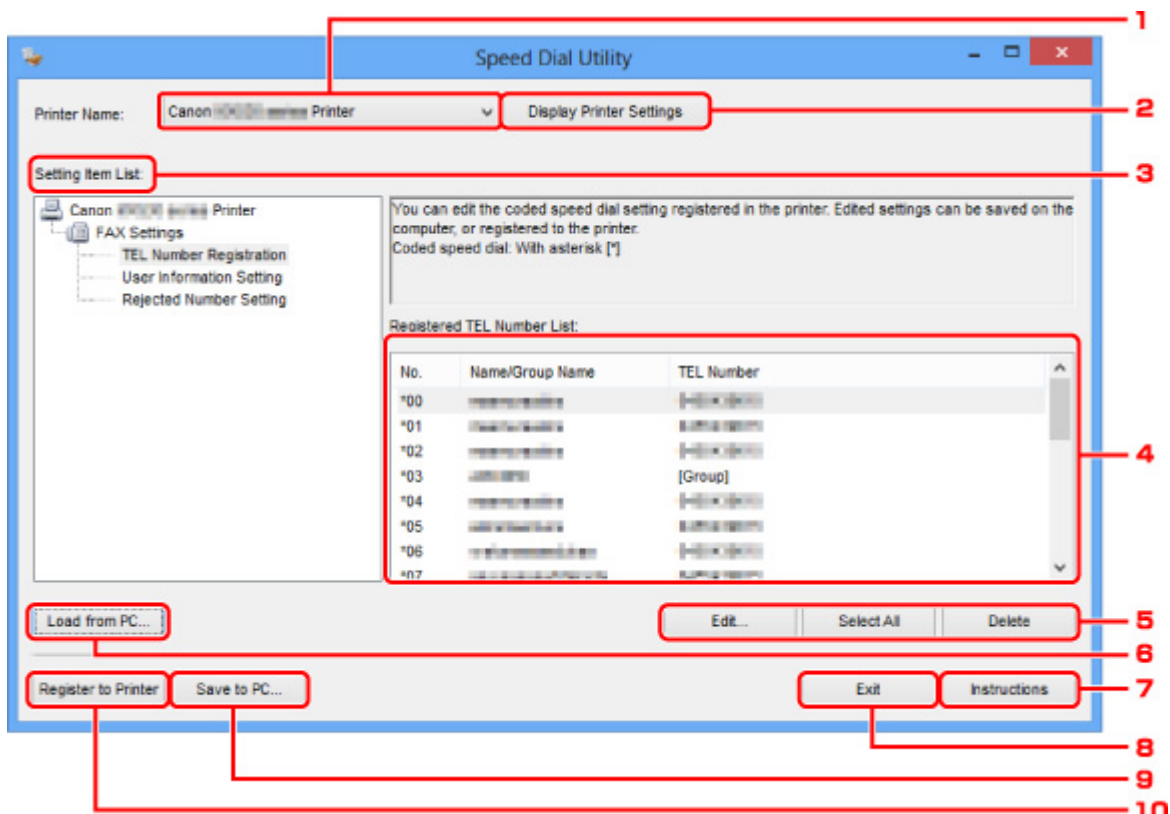 1
Speed Dial Utility
Printer Name: Canon Printer Display Printer Settings
2
Setting Item List:
3
Canon Printer
FAX Settings
TEL Number Registration
User Information Setting
Rejected Number Setting
You can edit the coded speed dial setting registered in the printer. Edited settings can be saved on the
computer, or registered to the printer.
Coded speed dial: With asterisk [*]
Registered TEL Number List:
No. Name/Group Name TEL Number
*00
*01
*02
*03 [Group]
*04
*05
*06
*07
4
Load from PC... Edit... Select All Delete
5
6
Register to Printer Save to PC... Exit Instructions
7
8
9
10